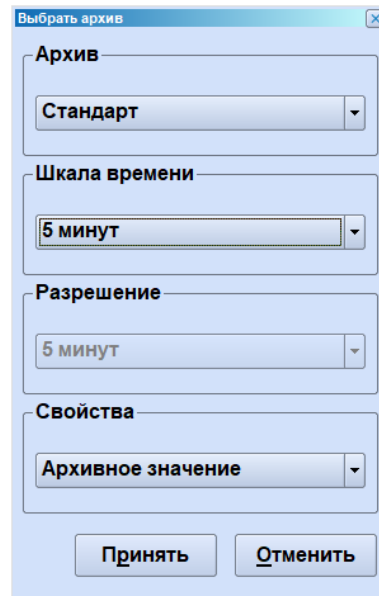 Выбрать архив
Архив
Стандарт
Шкала времени
5 минут
Разрешение
5 минут
Свойства
Архивное значение
Принять
Отменить